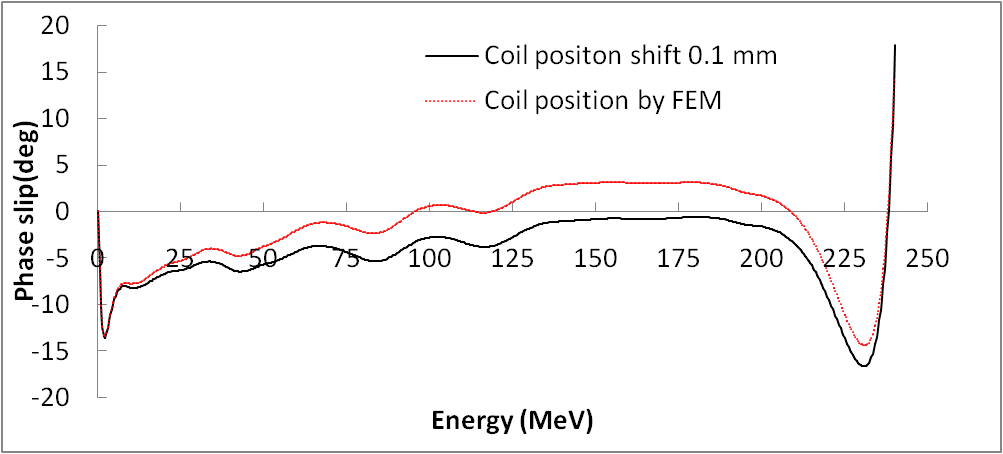 20
15
10
5
0
-5
-10
-15
-20
Phase slip(deg)
Coil positon shift 0.1 mm
Coil position by FEM
0 25 50 75 100 125 150 175 200 225 250
Energy (MeV)